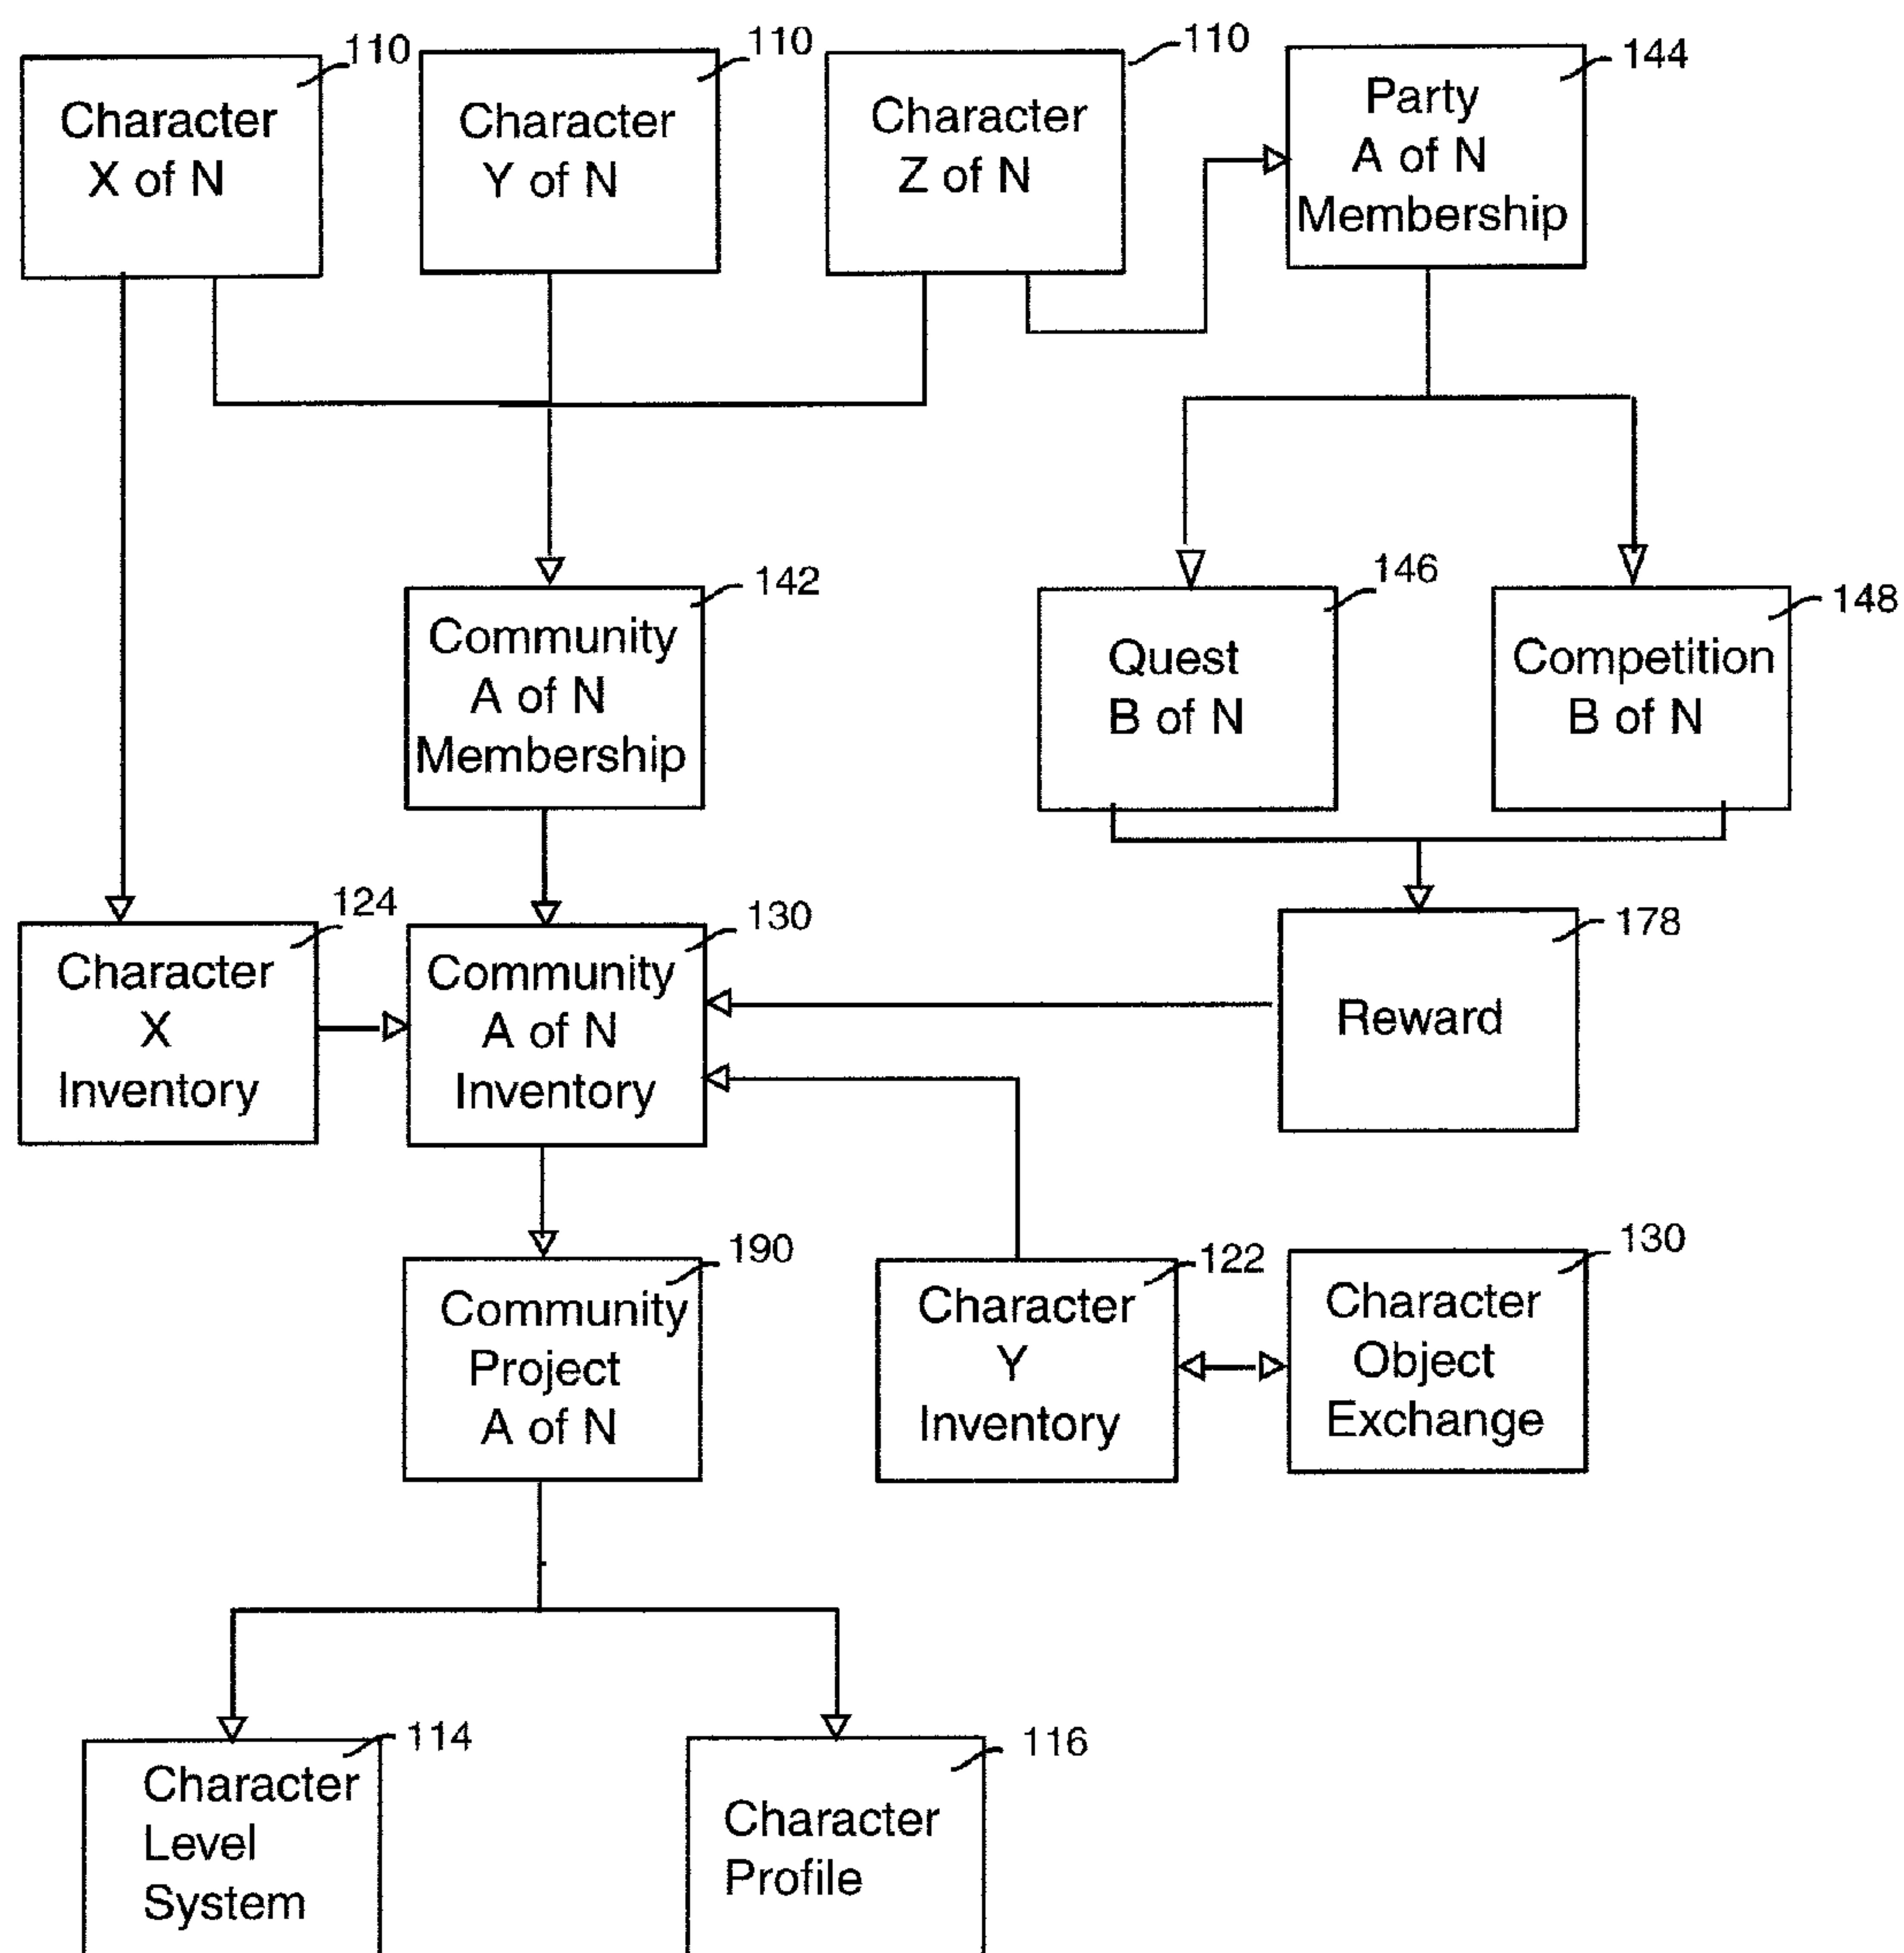 110
Character
X of N
110
Character
Y of N
110
Character
Z of N
144
Party
A of N
Membership
142
Community
A of N
Membership
146
Quest
B of N
148
Competition
B of N
124
Character
X
Inventory
130
Community
A of N
Inventory
178
Reward
190
Community
Project
A of N
122
Character
Y
Inventory
130
Character
Object
Exchange
114
Character
Level
System
116
Character
Profile